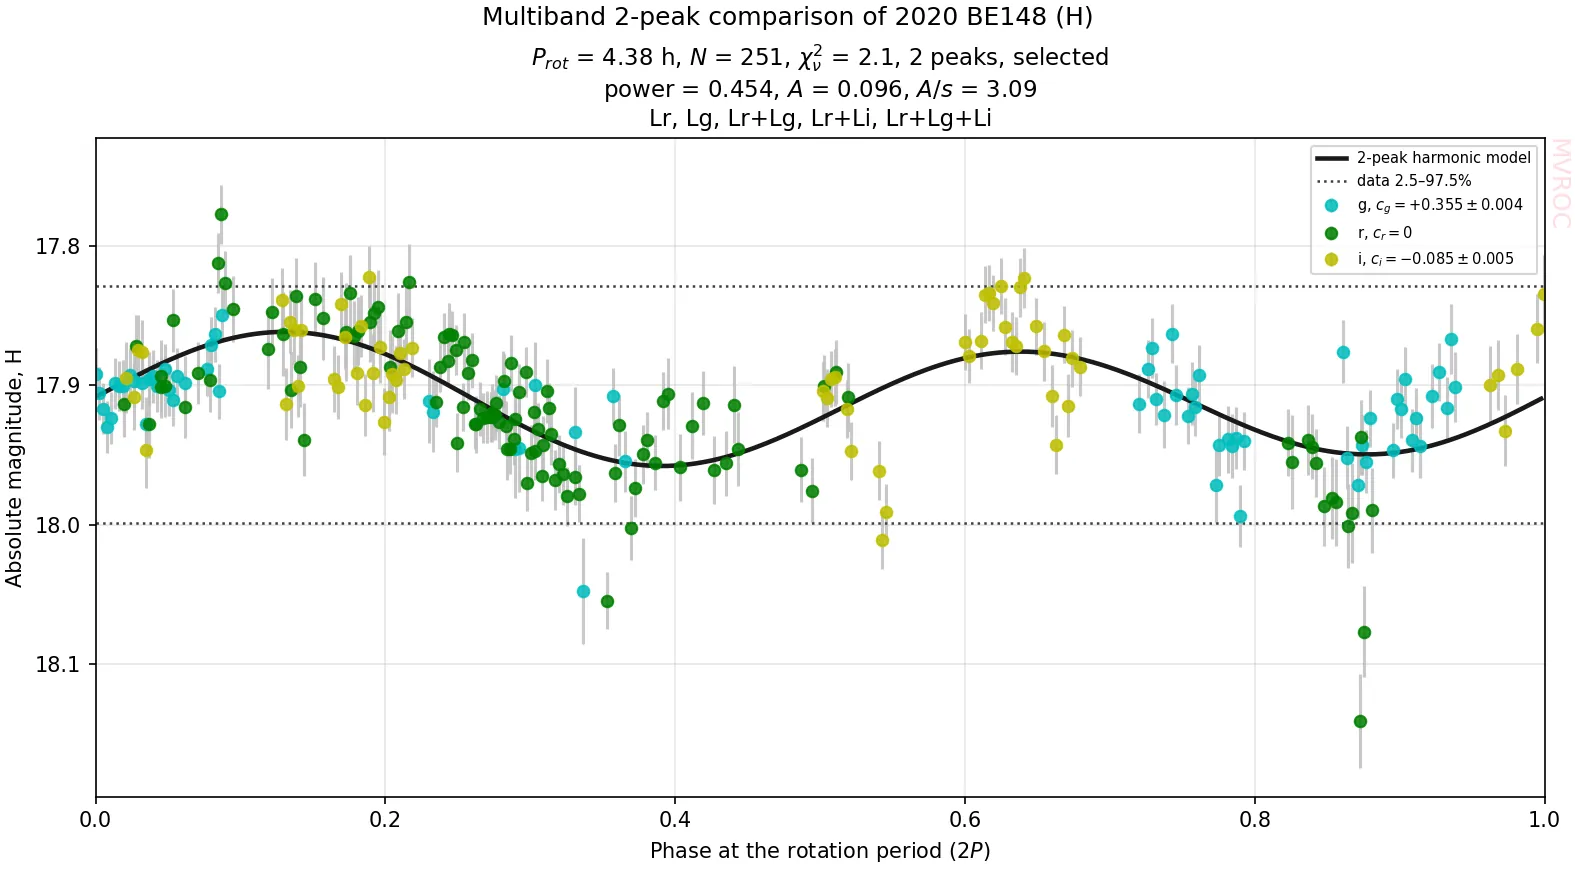 Multiband 2-peak comparison of 2020 BE148 (H)
P_rot = 4.38 h, N = 251, χ²_ν = 2.1, 2 peaks, selected
power = 0.454, A = 0.096, A/s = 3.09
Lr, Lg, Lr+Lg, Lr+Li, Lr+Lg+Li
2-peak harmonic model
data 2.5–97.5%
g, c_g = +0.355 ± 0.004
r, c_r = 0
i, c_i = −0.085 ± 0.005
MVROC
Absolute magnitude, H
17.8
17.9
18.0
18.1
0.0 0.2 0.4 0.6 0.8 1.0
Phase at the rotation period (2P)